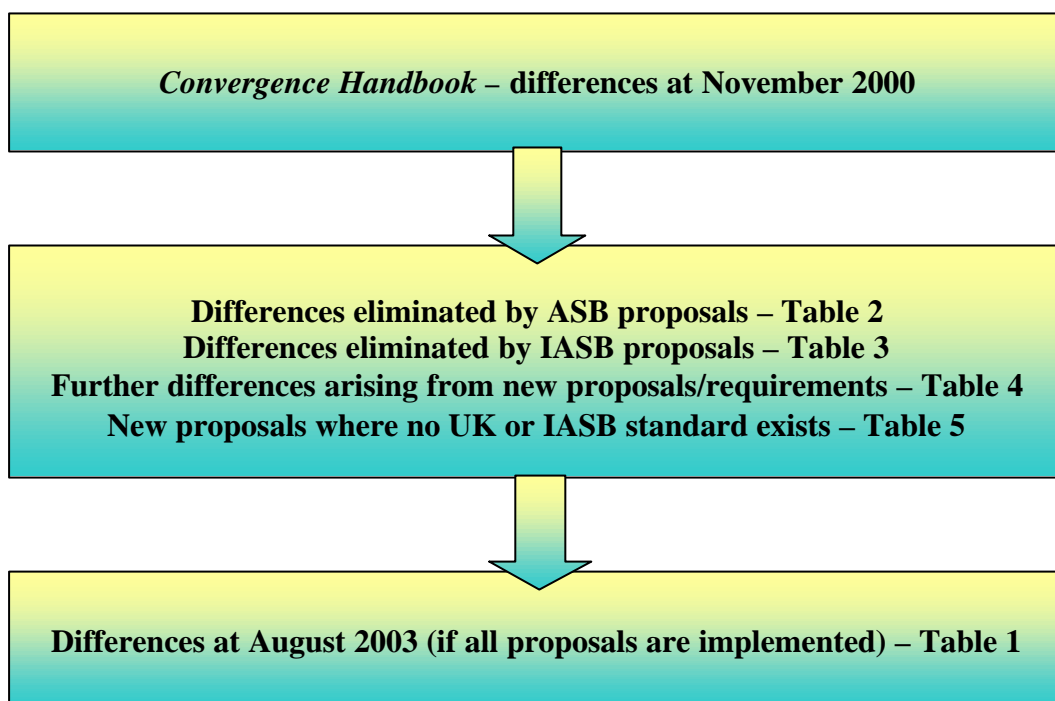 Convergence Handbook – differences at November 2000
Differences eliminated by ASB proposals – Table 2
Differences eliminated by IASB proposals – Table 3
Further differences arising from new proposals/requirements – Table 4
New proposals where no UK or IASB standard exists – Table 5
Differences at August 2003 (if all proposals are implemented) – Table 1